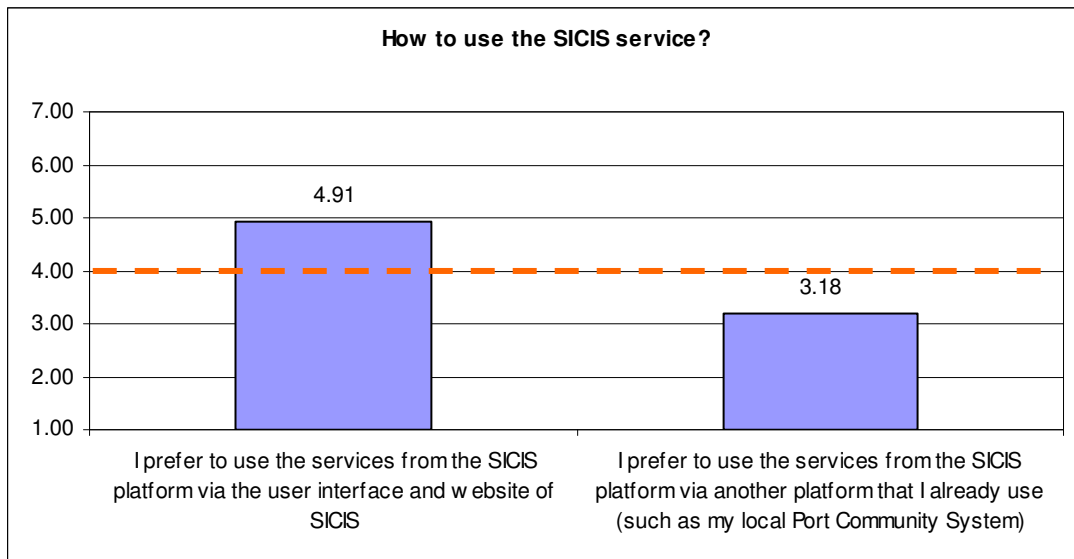 How to use the SICIS service?
7.00
6.00
5.00
4.00
3.00
2.00
1.00
4.91
3.18
I prefer to use the services from the SICIS
platform via the user interface and website of
SICIS
I prefer to use the services from the SICIS
platform via another platform that I already use
(such as my local Port Community System)